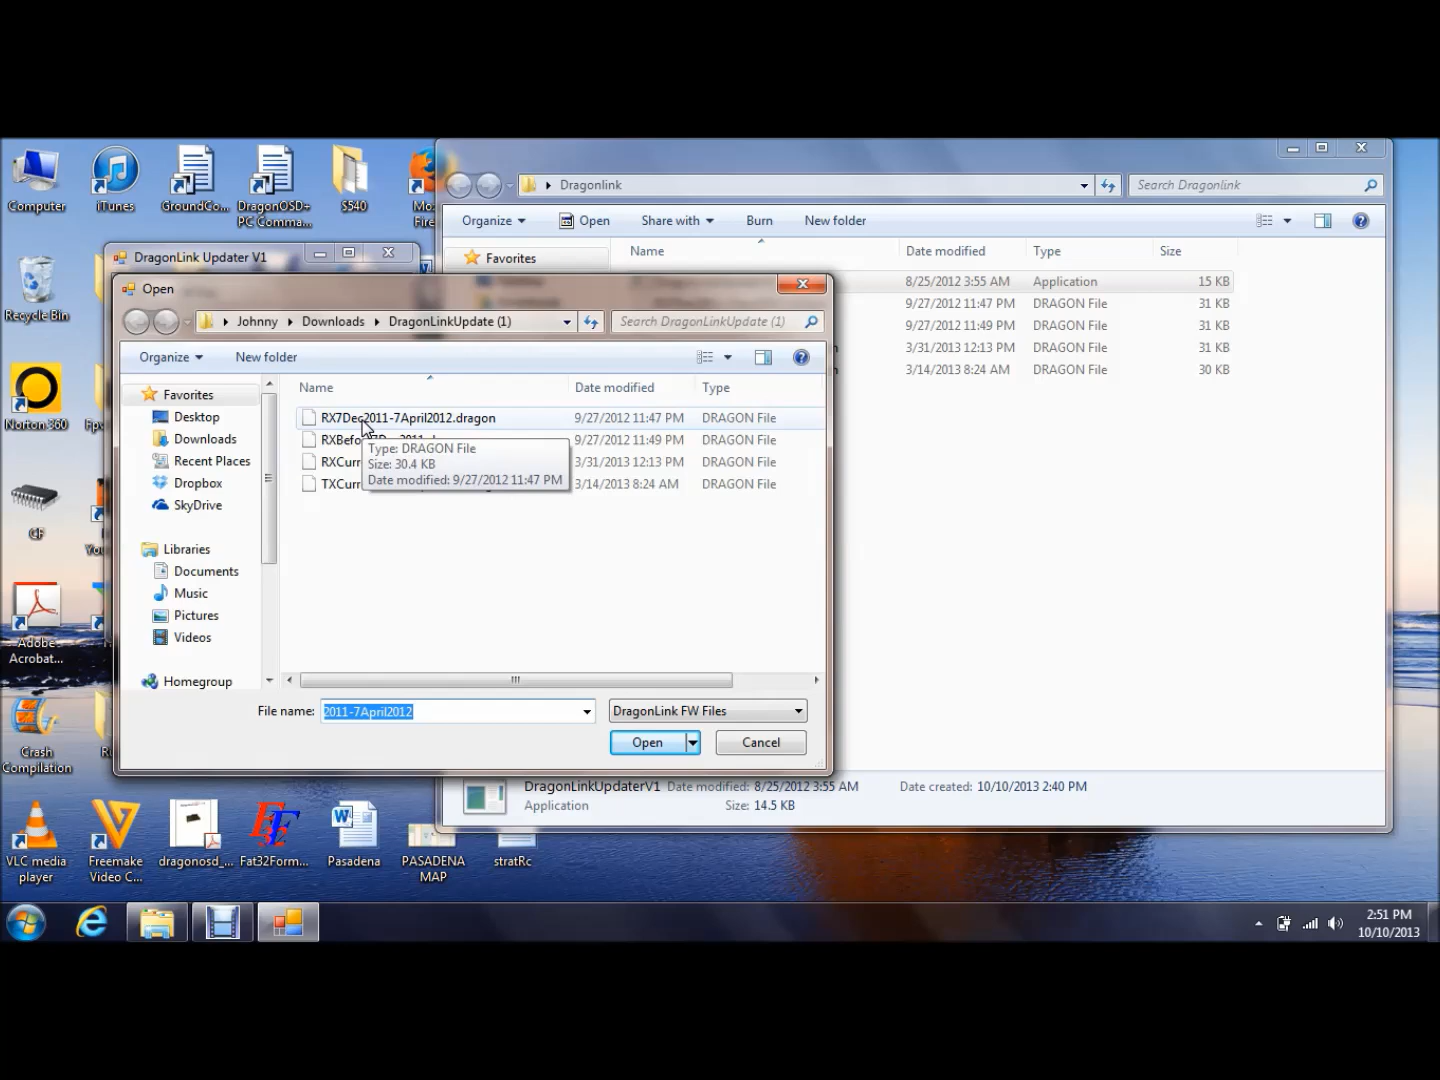 Computer
iTunes
GroundCo...
DragonOSD+
PC Comma...
S540
Fire
Dragonlink
Search Dragonlink
Organize
Open
Share with
Burn
New folder
Favorites
Name
Date modified
Type
Size
8/25/2012 3:55 AM Application 15 KB
9/27/2012 11:47 PM DRAGON File 31 KB
9/27/2012 11:49 PM DRAGON File 31 KB
3/31/2013 12:13 PM DRAGON File 31 KB
3/14/2013 8:24 AM DRAGON File 30 KB
DragonLink Updater V1
Open
Johnny Downloads DragonLinkUpdate (1)
Search DragonLinkUpdate (1)
Organize
New folder
Favorites
Desktop
Downloads
Recent Places
Dropbox
SkyDrive
Libraries
Documents
Music
Pictures
Videos
Homegroup
Name
Date modified
Type
RX7Dec2011-7April2012.dragon 9/27/2012 11:47 PM DRAGON File
9/27/2012 11:49 PM DRAGON File
RXCurr 3/31/2013 12:13 PM DRAGON File
TXCurr 3/14/2013 8:24 AM DRAGON File
Type: DRAGON File
Size: 30.4 KB
Date modified: 9/27/2012 11:47 PM
File name:
2011-7April2012
DragonLink FW Files
Open
Cancel
Recycle Bin
Norton 360
CF
Adobe
Acrobat...
Crash
Compilation
DragonLinkUpdaterV1 Date modified: 8/25/2012 3:55 AM Date created: 10/10/2013 2:40 PM
Application Size: 14.5 KB
VLC media
player
Freemake
Video C...
dragonosd_...
Fat32Form...
Pasadena
PASADENA
MAP
stratRc
2:51 PM
10/10/2013